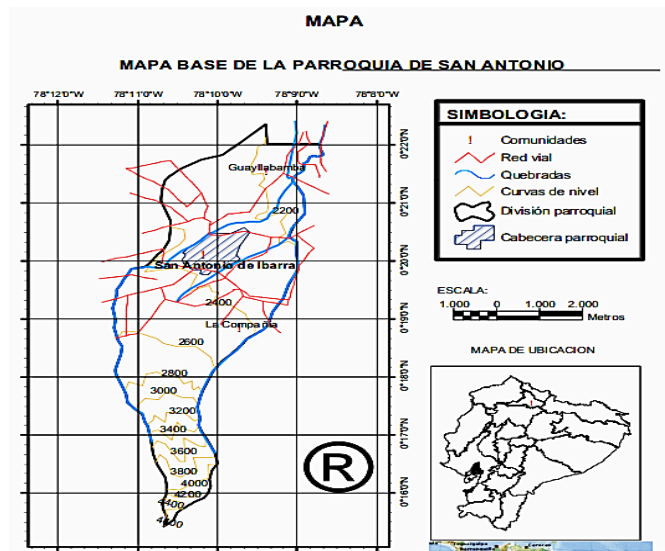 MAPA
MAPA BASE DE LA PARROQUIA DE SAN ANTONIO
78°12'0"W 78°11'0"W 78°10'0"W 78°9'0"W 78°8'0"W
0°22'0"N
0°21'0"N
0°20'0"N
0°19'0"N
0°18'0"N
0°17'0"N
0°16'0"N
Guayllabamba
2200
San Antonio de Ibarra
2400
La Compañia
2600
2800
3000
3200
3400
3600
3800
4000
4200
4400
SIMBOLOGIA:
! Comunidades
Red vial
Quebradas
Curvas de nivel
División parroquial
Cabecera parroquial
ESCALA:
1.000 0 1.000 2.000
Metros
MAPA DE UBICACION
R